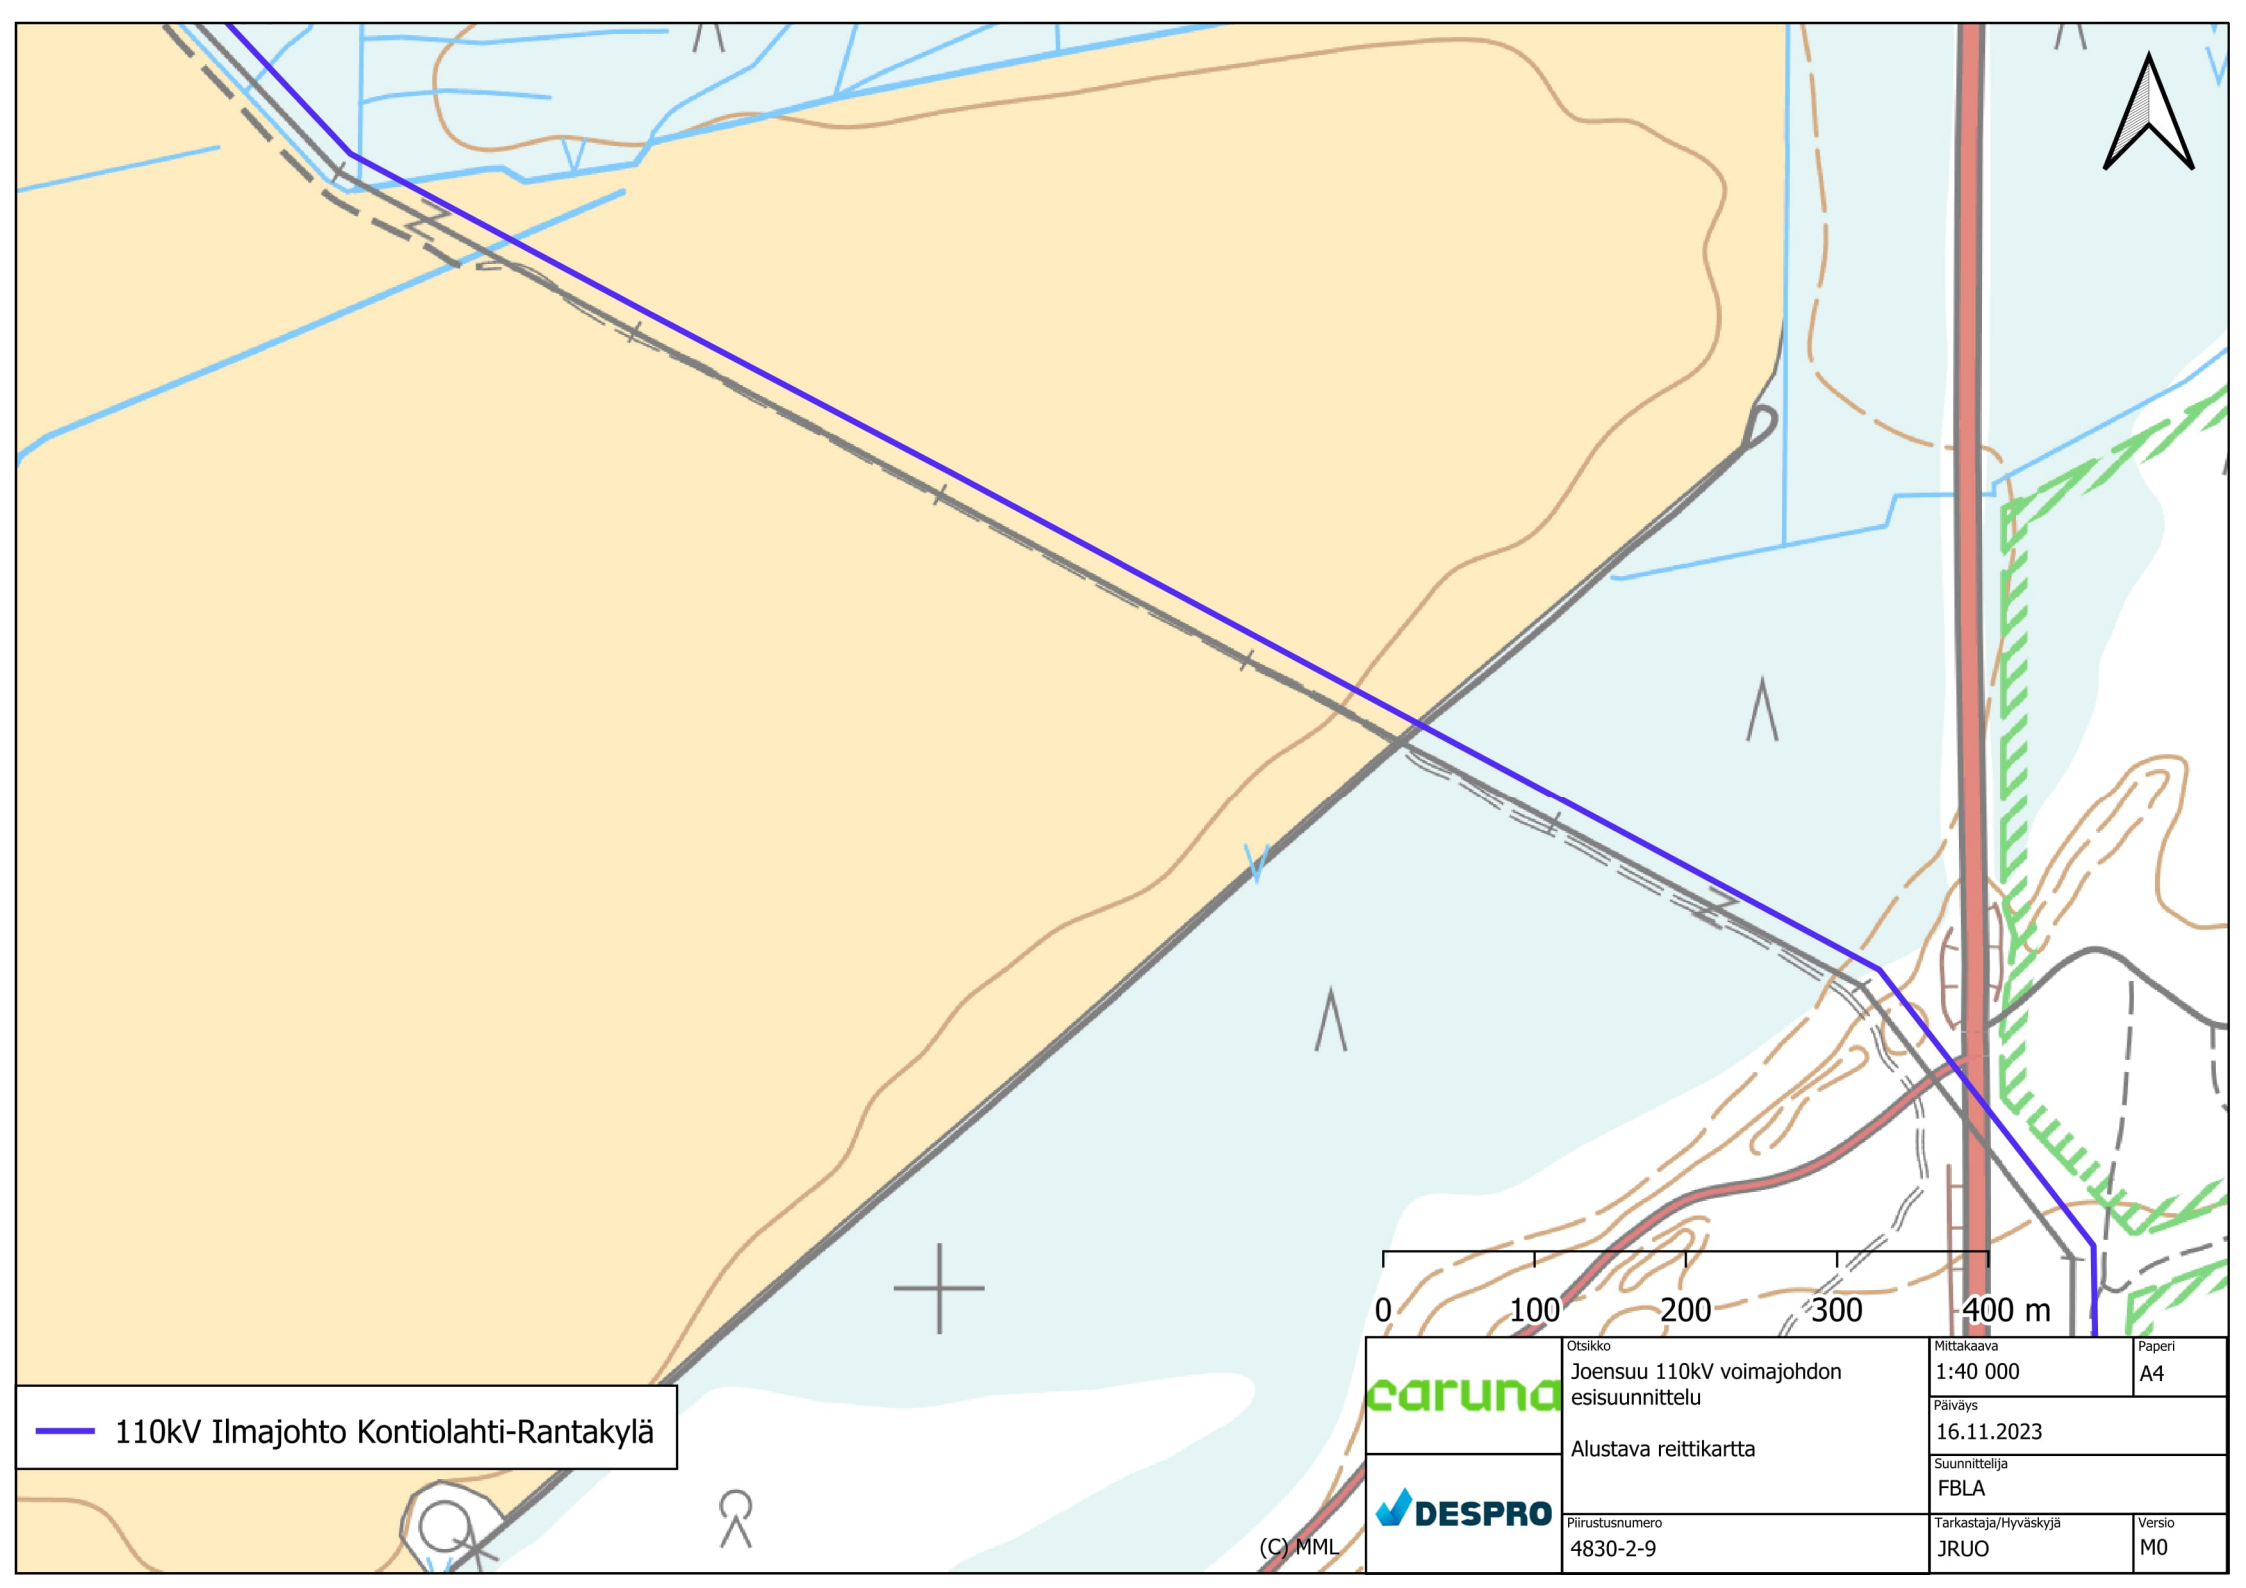 0 100 200 300 400 m
110kV Ilmajohto Kontiolahti-Rantakylä
(C) MML
caruna
DESPRO
Otsikko
Joensuu 110kV voimajohdon
esisuunnittelu
Alustava reittikartta
Piirustusnumero
4830-2-9
Mittakaava
1:40 000
Paperi
A4
Päiväys
16.11.2023
Suunnittelija
FBLA
Tarkastaja/Hyväskyjä
JRUO
Versio
M0